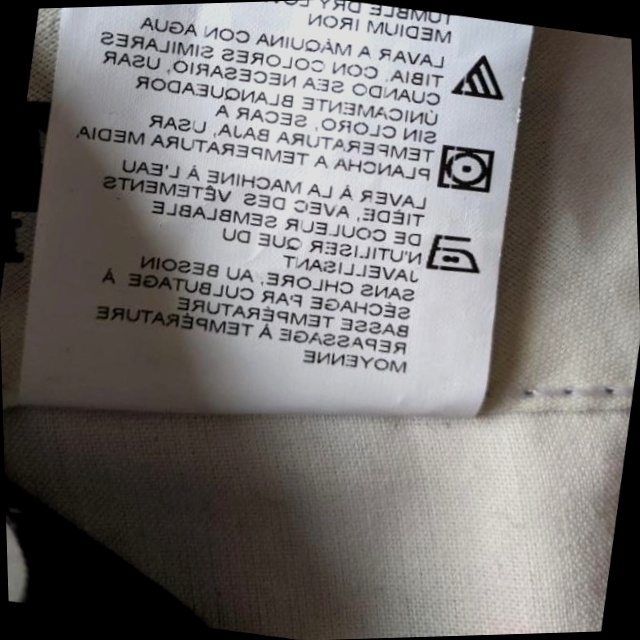 TUMBLE DRY LOW
MEDIUM IRON
LAVAR A MÁQUINA CON AGUA
TIBIA, CON COLORES SIMILARES
CUANDO SEA NECESARIO, USAR
ÚNICAMENTE BLANQUEADOR
SIN CLORO, SECAR A
TEMPERATURA BAJA, USAR
PLANCHA A TEMPERATURA MEDIA
LAVER À LA MACHINE À L'EAU
TIÈDE, AVEC DES VÊTEMENTS
DE COULEUR SEMBLABLE
N'UTILISER QUE DU
JAVELLISANT
SANS CHLORE, AU BESOIN
SÉCHAGE PAR CULBUTAGE À
BASSE TEMPÉRATURE
REPASSAGE À TEMPÉRATURE
MOYENNE